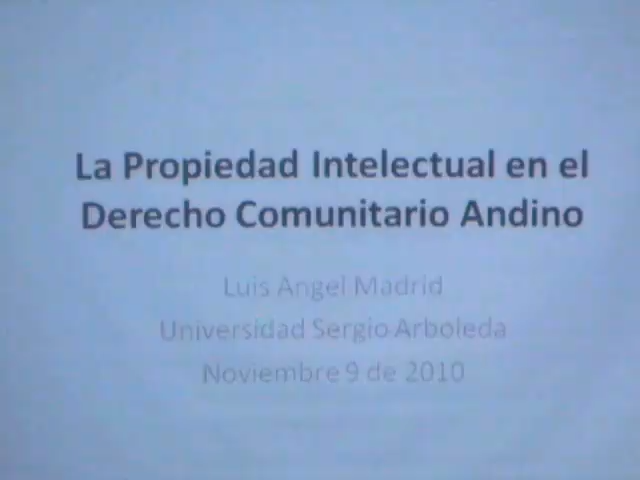 La Propiedad Intelectual en el
Derecho Comunitario Andino
Luis Angel Madrid
Universidad Sergio Arboleda
Noviembre 9 de 2010